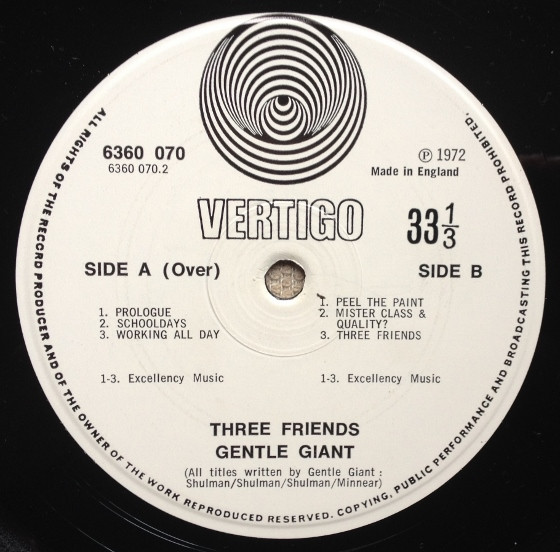 6360 070
6360 070.2
℗ 1972
Made in England
VERTIGO
33 1/3
SIDE A (Over)
1. PROLOGUE
2. SCHOOLDAYS
3. WORKING ALL DAY
1-3. Excellency Music
SIDE B
1. PEEL THE PAINT
2. MISTER CLASS &
QUALITY?
3. THREE FRIENDS
1-3. Excellency Music
THREE FRIENDS
GENTLE GIANT
(All titles written by Gentle Giant :
Shulman/Shulman/Shulman/Minnear)
ALL RIGHTS OF THE RECORD PRODUCER AND OF THE OWNER OF THE WORK REPRODUCED RESERVED. COPYING, PUBLIC PERFORMANCE AND BROADCASTING THIS RECORD PROHIBITED.